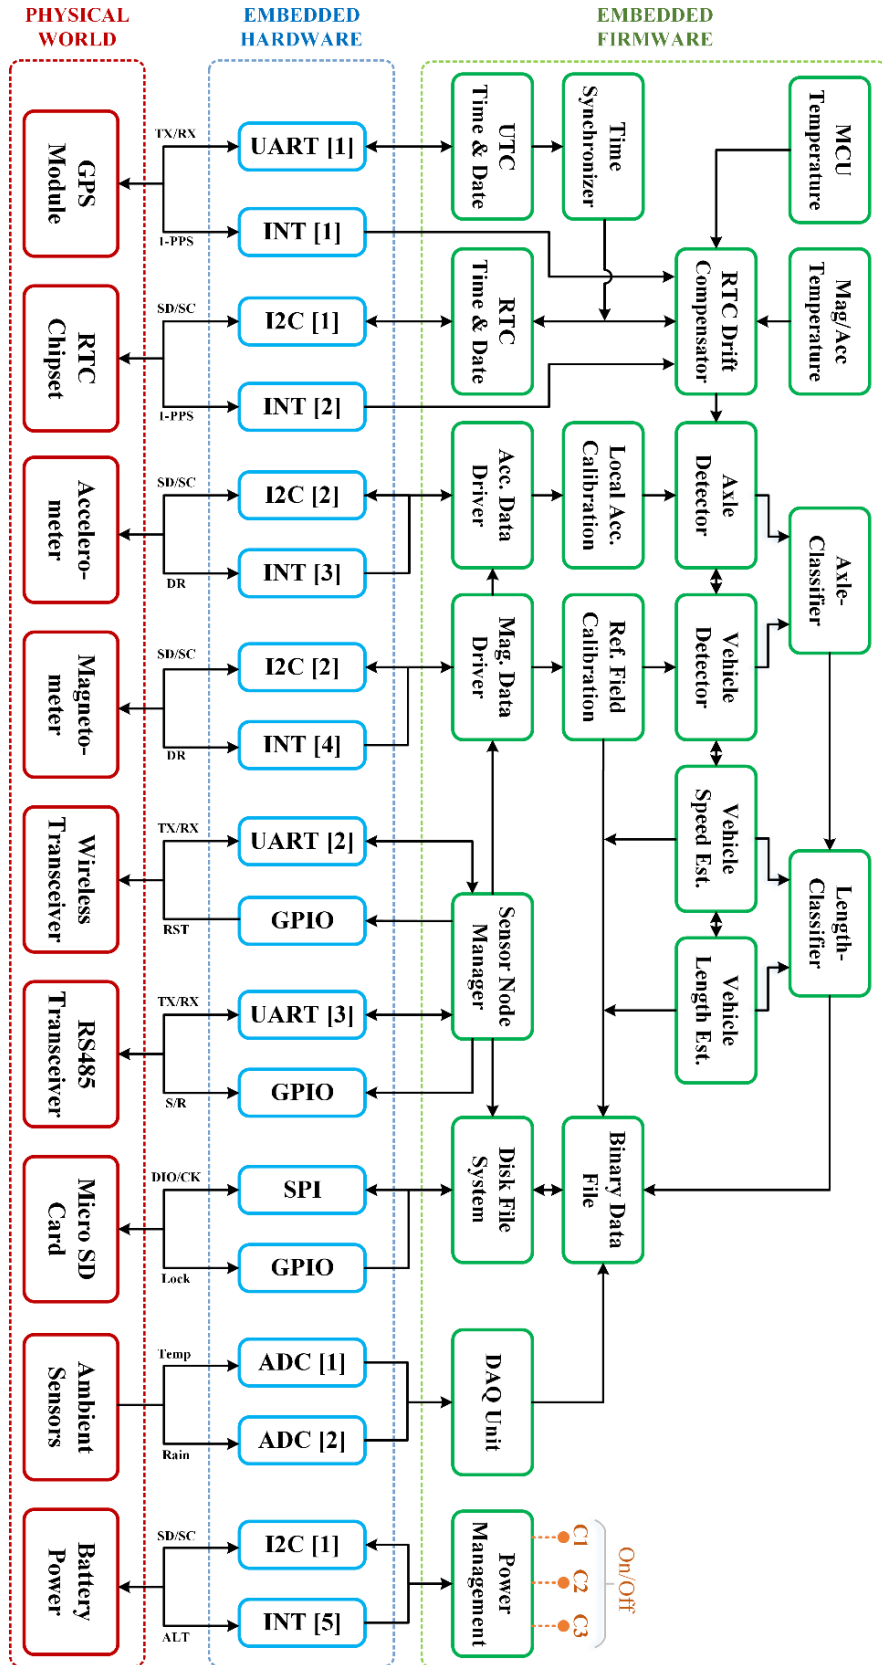 PHYSICAL
WORLD
EMBEDDED
HARDWARE
EMBEDDED
FIRMWARE
GPS
Module
TX/RX
1-PPS
UART [1]
INT [1]
UTC
Time & Date
Time
Synchronizer
MCU
Temperature
RTC
Chipset
SD/SC
1-PPS
I2C [1]
INT [2]
RTC
Time & Date
RTC Drift
Compensator
Mag/Acc
Temperature
Accelero-
meter
SD/SC
DR
I2C [2]
INT [3]
Acc. Data
Driver
Local Acc.
Calibration
Axle
Detector
Axle-
Classifier
Magneto-
meter
SD/SC
DR
I2C [2]
INT [4]
Mag. Data
Driver
Ref. Field
Calibration
Vehicle
Detector
Wireless
Transceiver
TX/RX
RST
UART [2]
GPIO
Sensor Node
Manager
Vehicle
Speed Est.
Length-
Classifier
RS485
Transceiver
TX/RX
S/R
UART [3]
GPIO
Vehicle
Length Est.
Micro SD
Card
DIO/CK
Lock
SPI
GPIO
Disk File
System
Binary Data
File
Ambient
Sensors
Temp
Rain
ADC [1]
ADC [2]
DAQ Unit
Battery
Power
SD/SC
ALT
I2C [1]
INT [5]
Power
Management
C1
C2
C3
On/Off